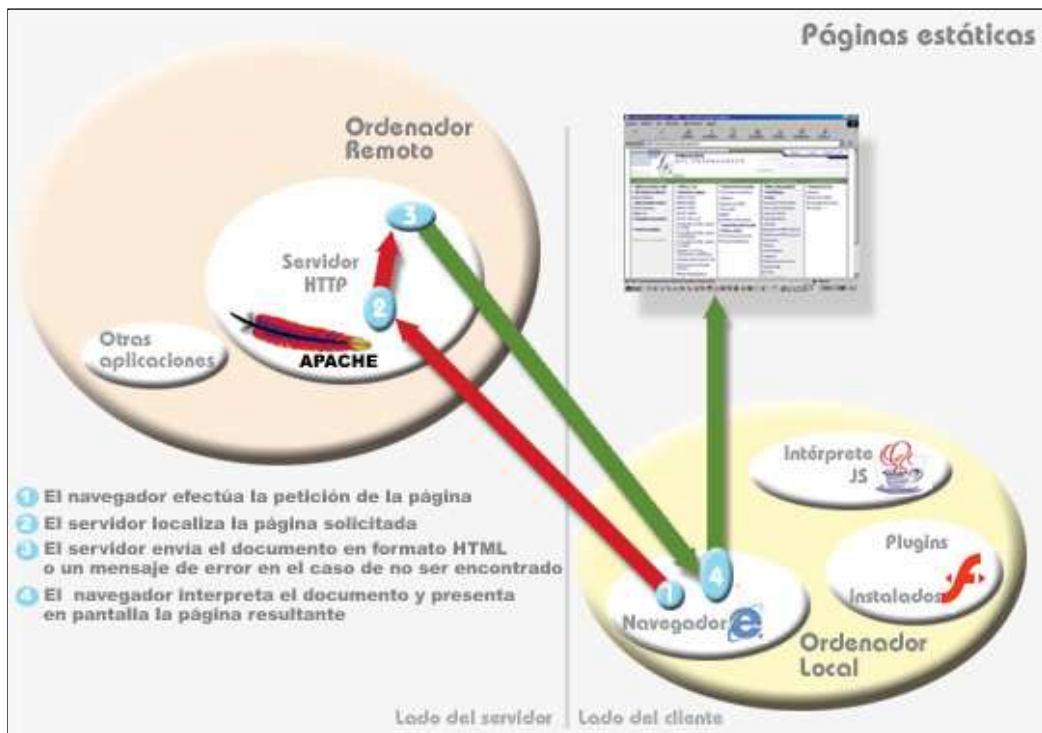 Páginas estáticas
Ordenador
Remoto
3
Servidor
HTTP
2
Otras
aplicaciones
APACHE
Intérprete
JS
1 El navegador efectúa la petición de la página
2 El servidor localiza la página solicitada
3 El servidor envia el documento en formato HTML
o un mensaje de error en el caso de no ser encontrado
4 El navegador interpreta el documento y presenta
en pantalla la página resultante
Plugins
Instalados
4
1
Navegador
Ordenador
Local
Lado del servidor
Lado del cliente